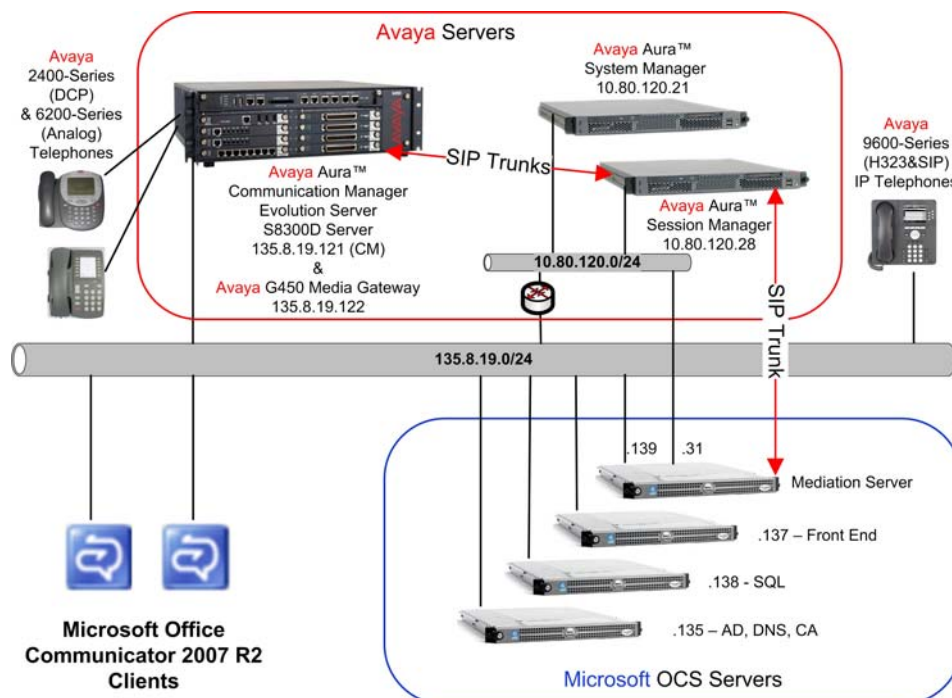 Avaya Servers
Avaya
2400-Series
(DCP)
& 6200-Series
(Analog)
Telephones
AVAYA
Avaya Aura™
System Manager
10.80.120.21
SIP Trunks
Avaya
9600-Series
(H323&SIP)
IP Telephones
Avaya Aura™
Communication Manager
Evolution Server
S8300D Server
135.8.19.121 (CM)
&
Avaya G450 Media Gateway
135.8.19.122
Avaya Aura™
Session Manager
10.80.120.28
10.80.120.0/24
SIP Trunk
135.8.19.0/24
.139
.31
Mediation Server
.137 – Front End
.138 - SQL
.135 – AD, DNS, CA
Microsoft Office
Communicator 2007 R2
Clients
Microsoft OCS Servers